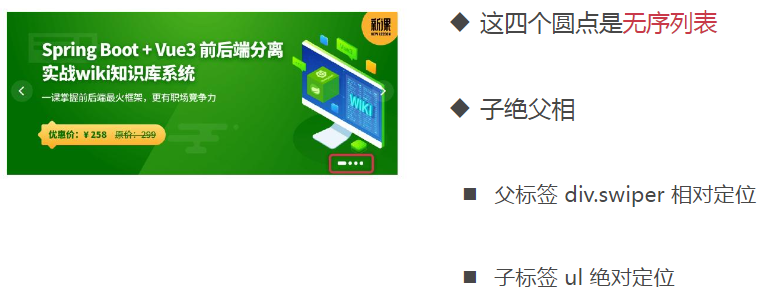 新课
Spring Boot + Vue3 前后端分离
实战wiki知识库系统
一课掌握前后端最火框架，更有职场竞争力
优惠价：￥258 原价：299
WIKI
这四个圆点是无序列表
子绝父相
父标签 div.swiper 相对定位
子标签 ul 绝对定位